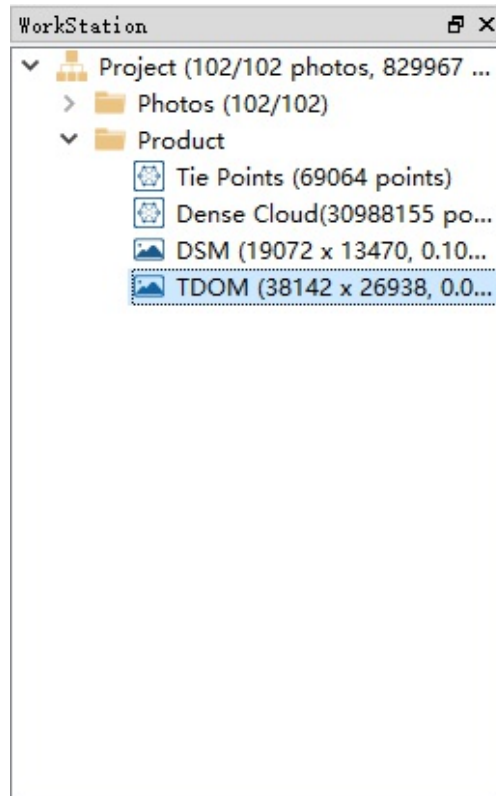 WorkStation
Project (102/102 photos, 829967 ...
Photos (102/102)
Product
Tie Points (69064 points)
Dense Cloud(30988155 po...
DSM (19072 x 13470, 0.10...
TDOM (38142 x 26938, 0.0...